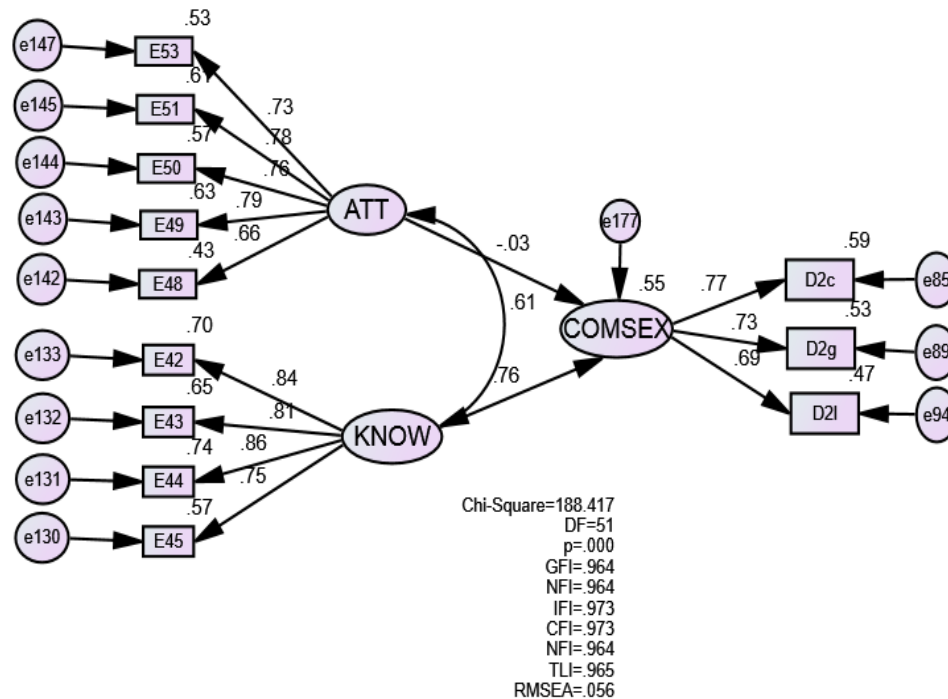 .53
e147
E53
.61
.73
e145
E51
.57
.78
e144
E50
.76
.63
.79
e143
E49
ATT
.66
.43
e142
E48
-.03
e177
.59
.55
.77
D2c
e85
.61
.53
COMSEX
.73
D2g
e89
.69
.47
D2l
e94
.70
e133
E42
.76
.84
.65
.81
e132
E43
KNOW
.74
.86
e131
E44
.75
.57
e130
E45
Chi-Square=188.417
DF=51
p=.000
GFI=.964
NFI=.964
IFI=.973
CFI=.973
NFI=.964
TLI=.965
RMSEA=.056